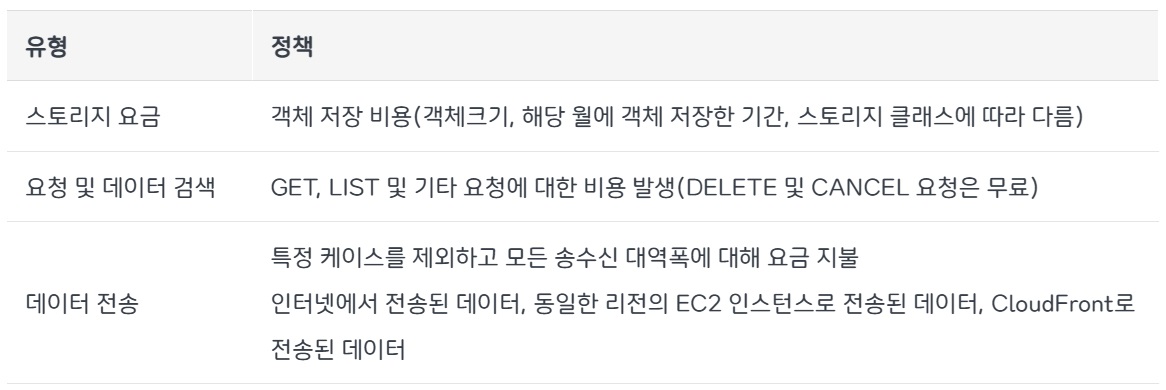 유형 정책
스토리지 요금 객체 저장 비용(객체크기, 해당 월에 객체 저장한 기간, 스토리지 클래스에 따라 다름)
요청 및 데이터 검색 GET, LIST 및 기타 요청에 대한 비용 발생(DELETE 및 CANCEL 요청은 무료)
특정 케이스를 제외하고 모든 송수신 대역폭에 대해 요금 지불
데이터 전송 인터넷에서 전송된 데이터, 동일한 리전의 EC2 인스턴스로 전송된 데이터, CloudFront로
전송된 데이터